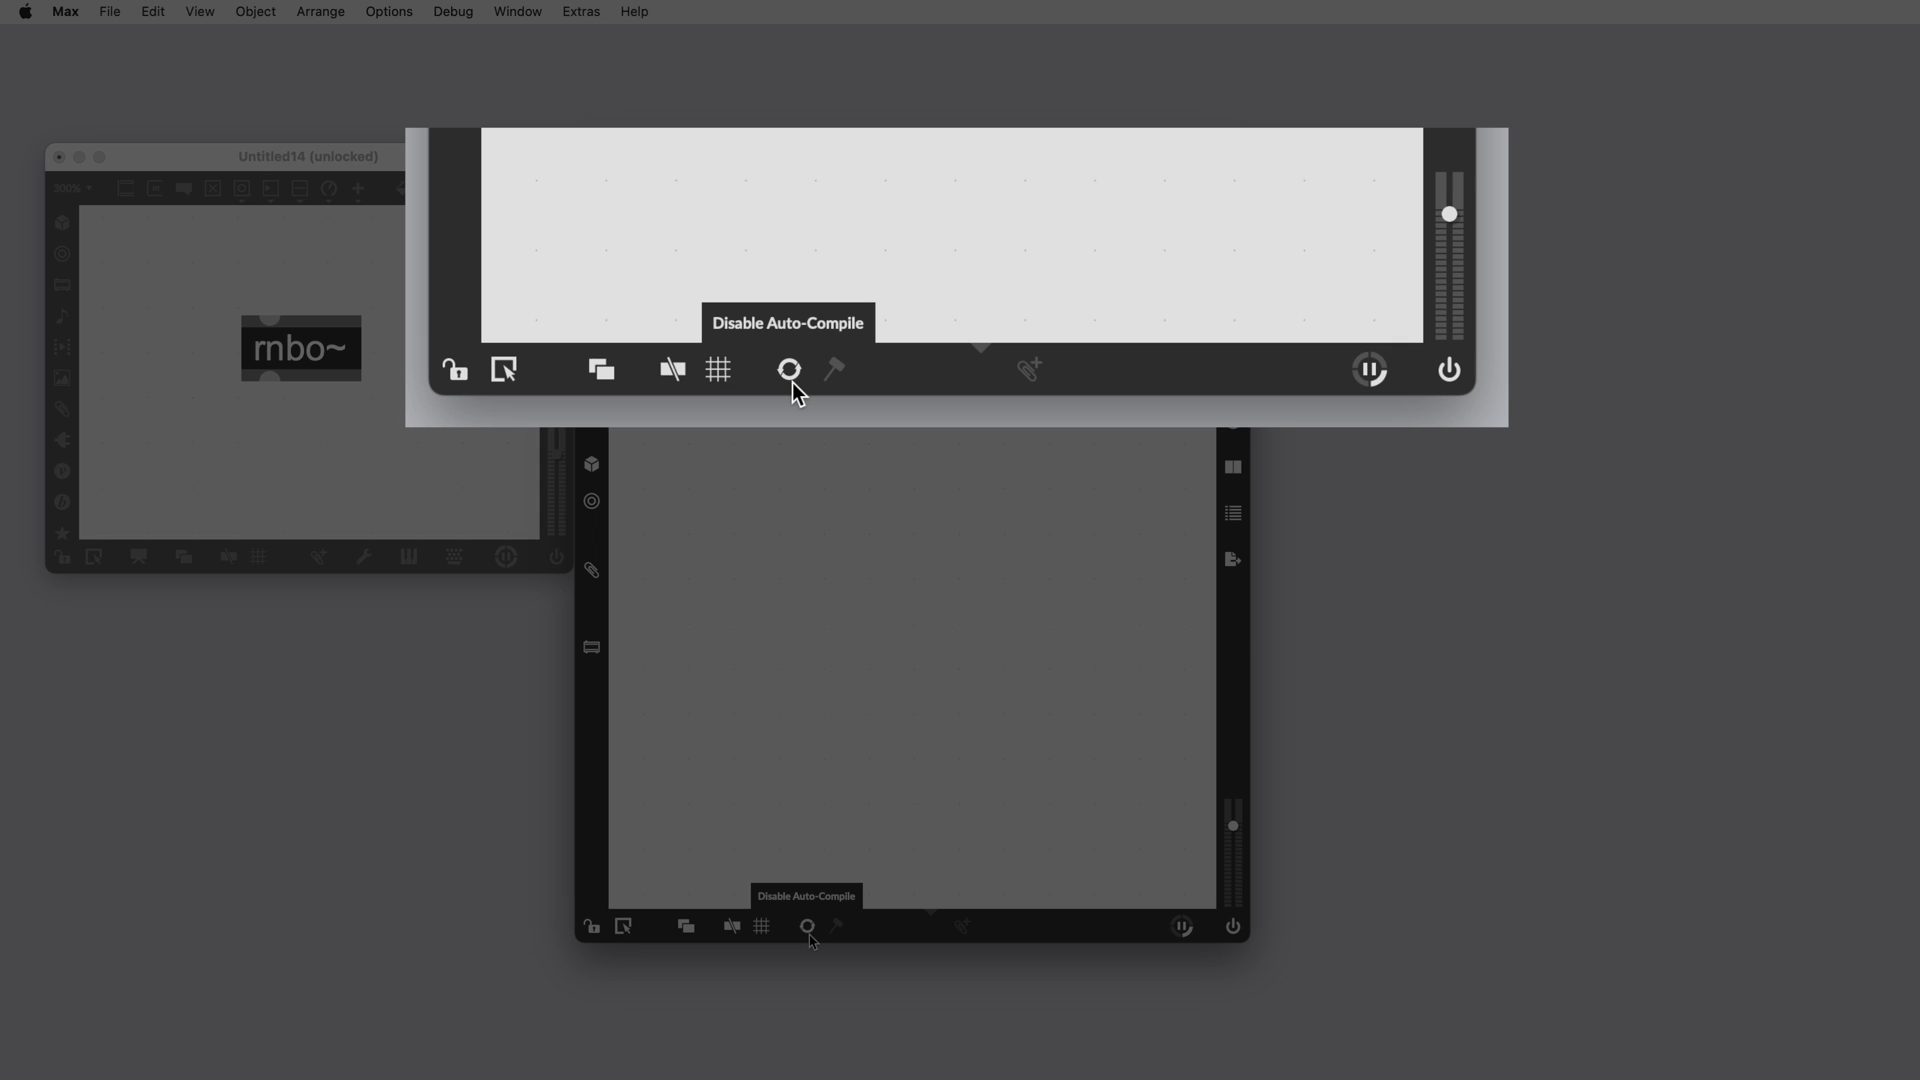 Max File Edit View Object Arrange Options Debug Window Extras Help
Untitled14 (unlocked)
300%
rnbo~
Disable Auto-Compile
Disable Auto-Compile